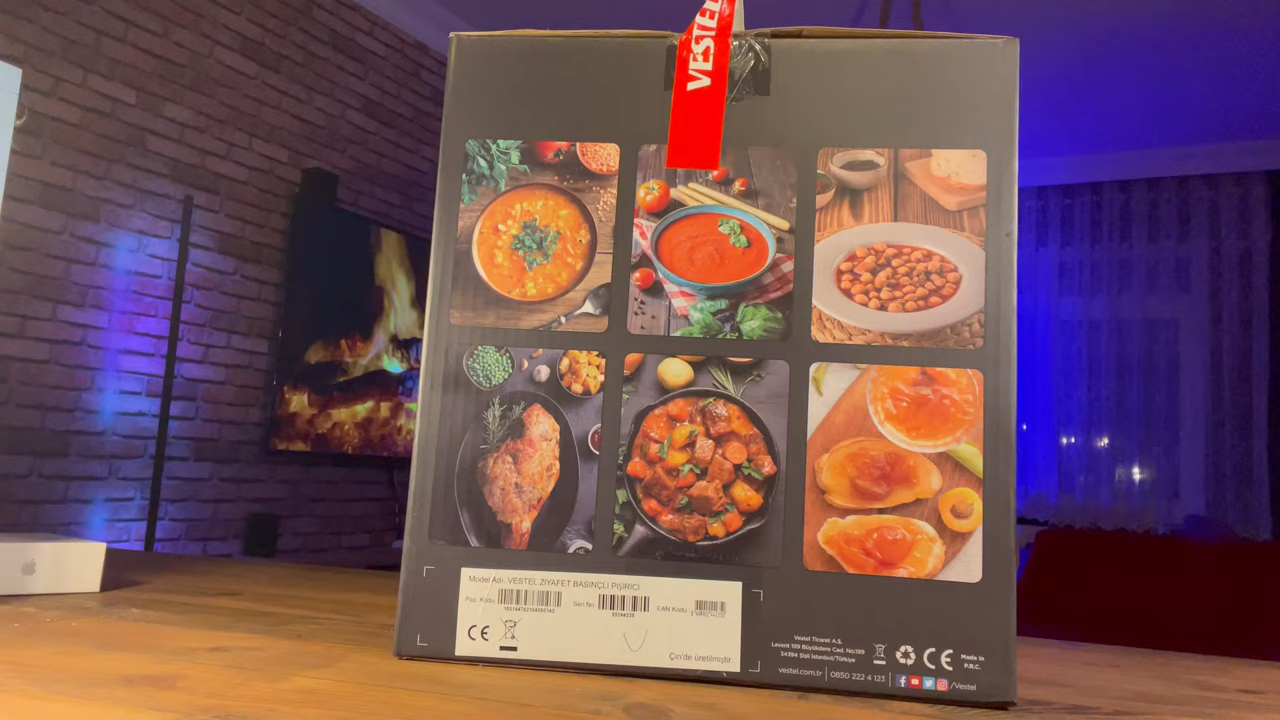 VESTEL
Model Adı: VESTEL ZİYAFET BASINÇLI PİŞİRİCİ
Paz. Kodu:
Seri No:
EAN Kodu:
CE
Çin'de üretilmiştir
Vestel Ticaret A.Ş.
Levent 199 Büyükdere Cad. No:199
34394 Şişli İstanbul/Türkiye
CE
Made in
P.R.C.
vestel.com.tr | 0850 222 4 123 | /Vestel